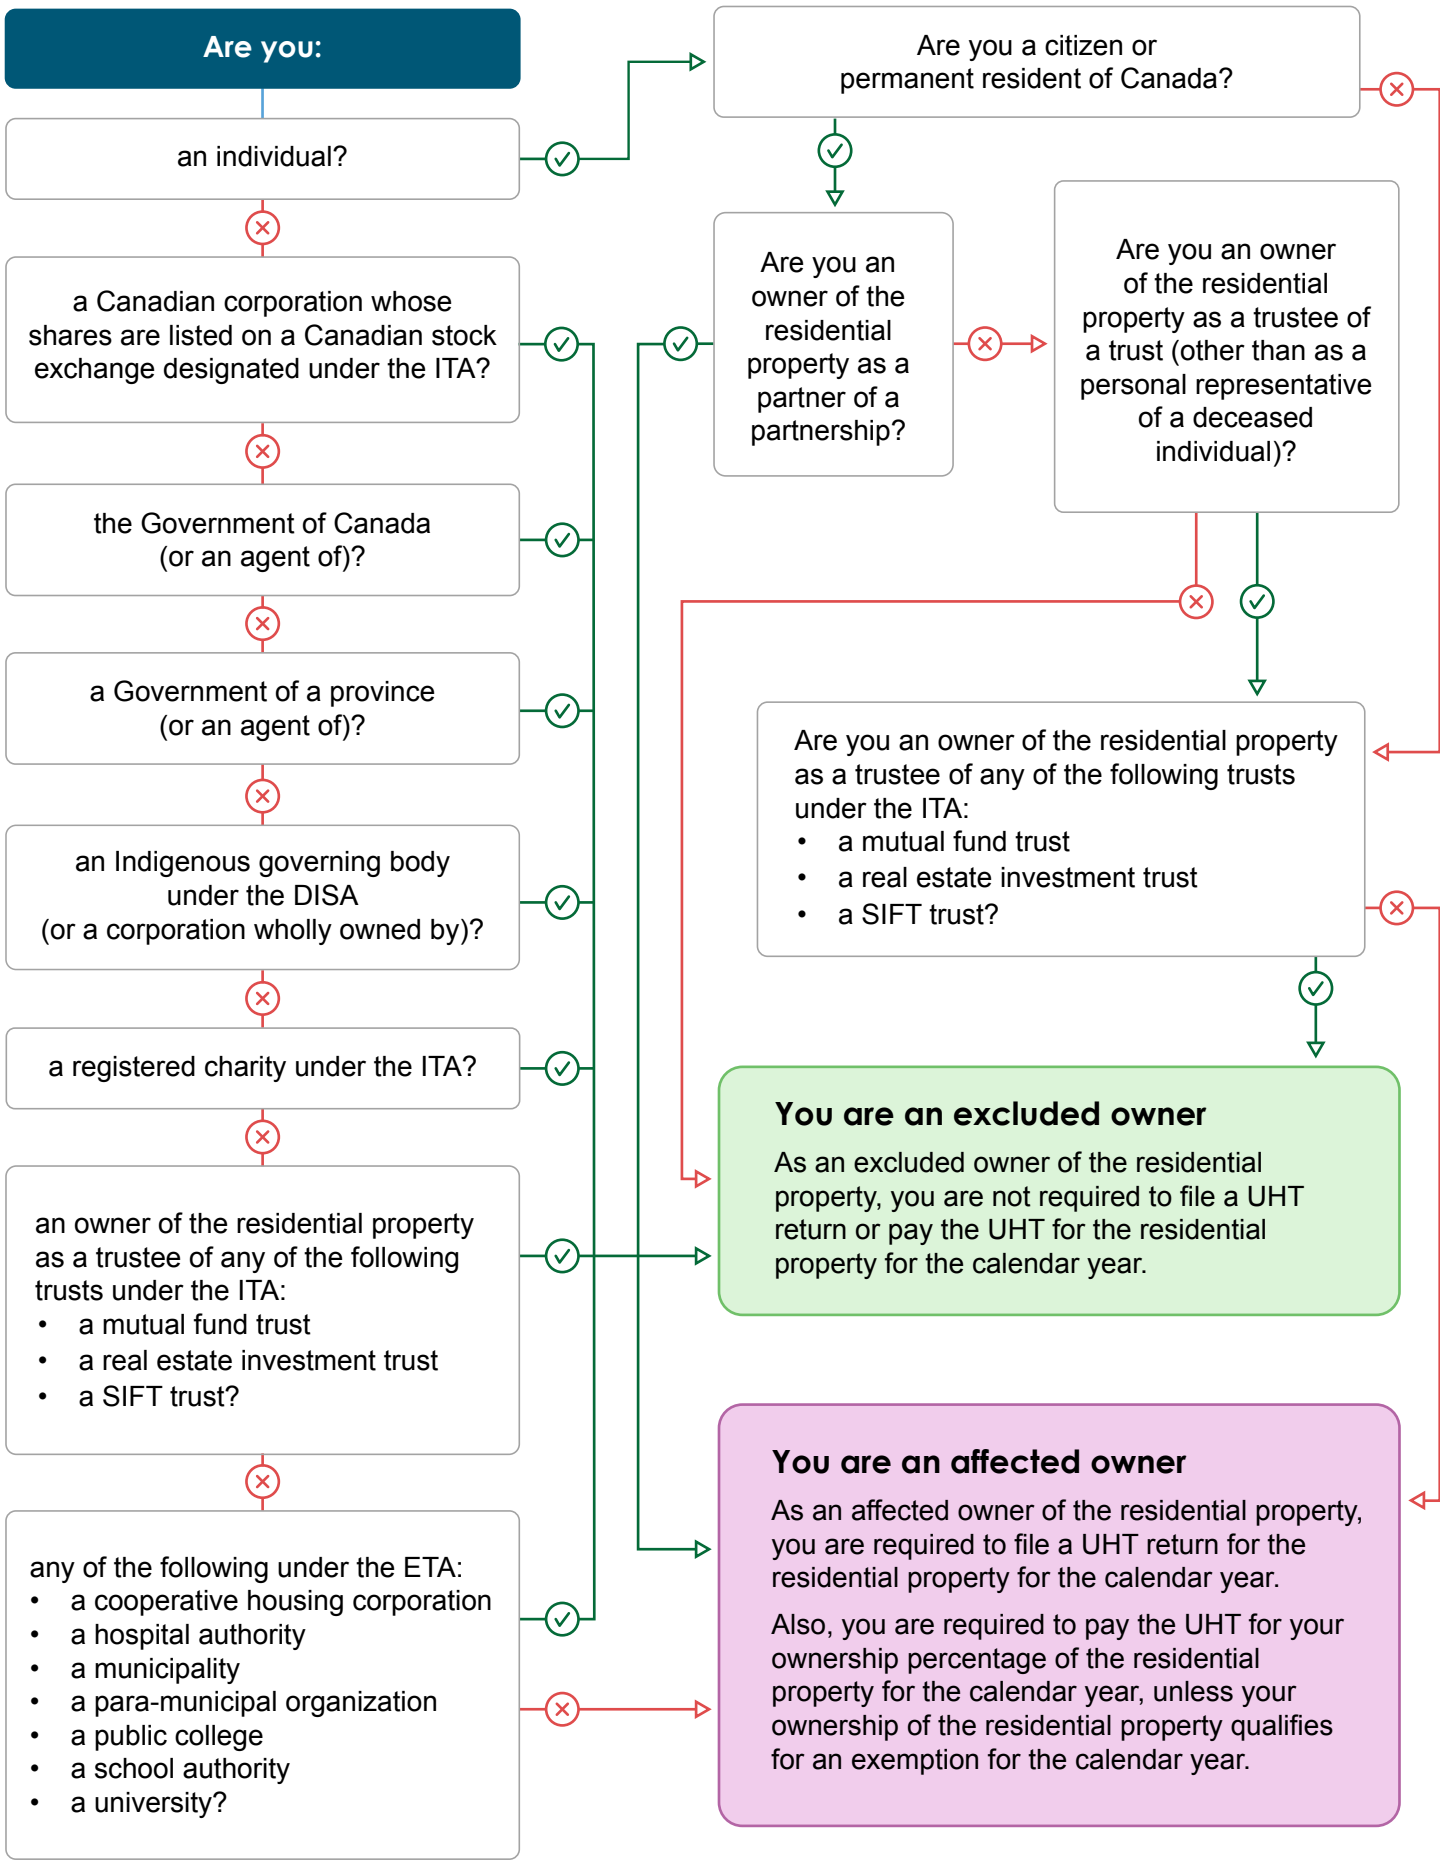 Are you:
an individual?
a Canadian corporation whose
shares are listed on a Canadian stock
exchange designated under the ITA?
the Government of Canada
(or an agent of)?
a Government of a province
(or an agent of)?
an Indigenous governing body
under the DISA
(or a corporation wholly owned by)?
a registered charity under the ITA?
an owner of the residential property
as a trustee of any of the following
trusts under the ITA:
• a mutual fund trust
• a real estate investment trust
• a SIFT trust?
any of the following under the ETA:
• a cooperative housing corporation
• a hospital authority
• a municipality
• a para-municipal organization
• a public college
• a school authority
• a university?
Are you a citizen or
permanent resident of Canada?
Are you an
owner of the
residential
property as a
partner of a
partnership?
Are you an owner
of the residential
property as a trustee of
a trust (other than as a
personal representative
of a deceased
individual)?
Are you an owner of the residential property
as a trustee of any of the following trusts
under the ITA:
• a mutual fund trust
• a real estate investment trust
• a SIFT trust?
You are an excluded owner
As an excluded owner of the residential
property, you are not required to file a UHT
return or pay the UHT for the residential
property for the calendar year.
You are an affected owner
As an affected owner of the residential property,
you are required to file a UHT return for the
residential property for the calendar year.
Also, you are required to pay the UHT for your
ownership percentage of the residential
property for the calendar year, unless your
ownership of the residential property qualifies
for an exemption for the calendar year.